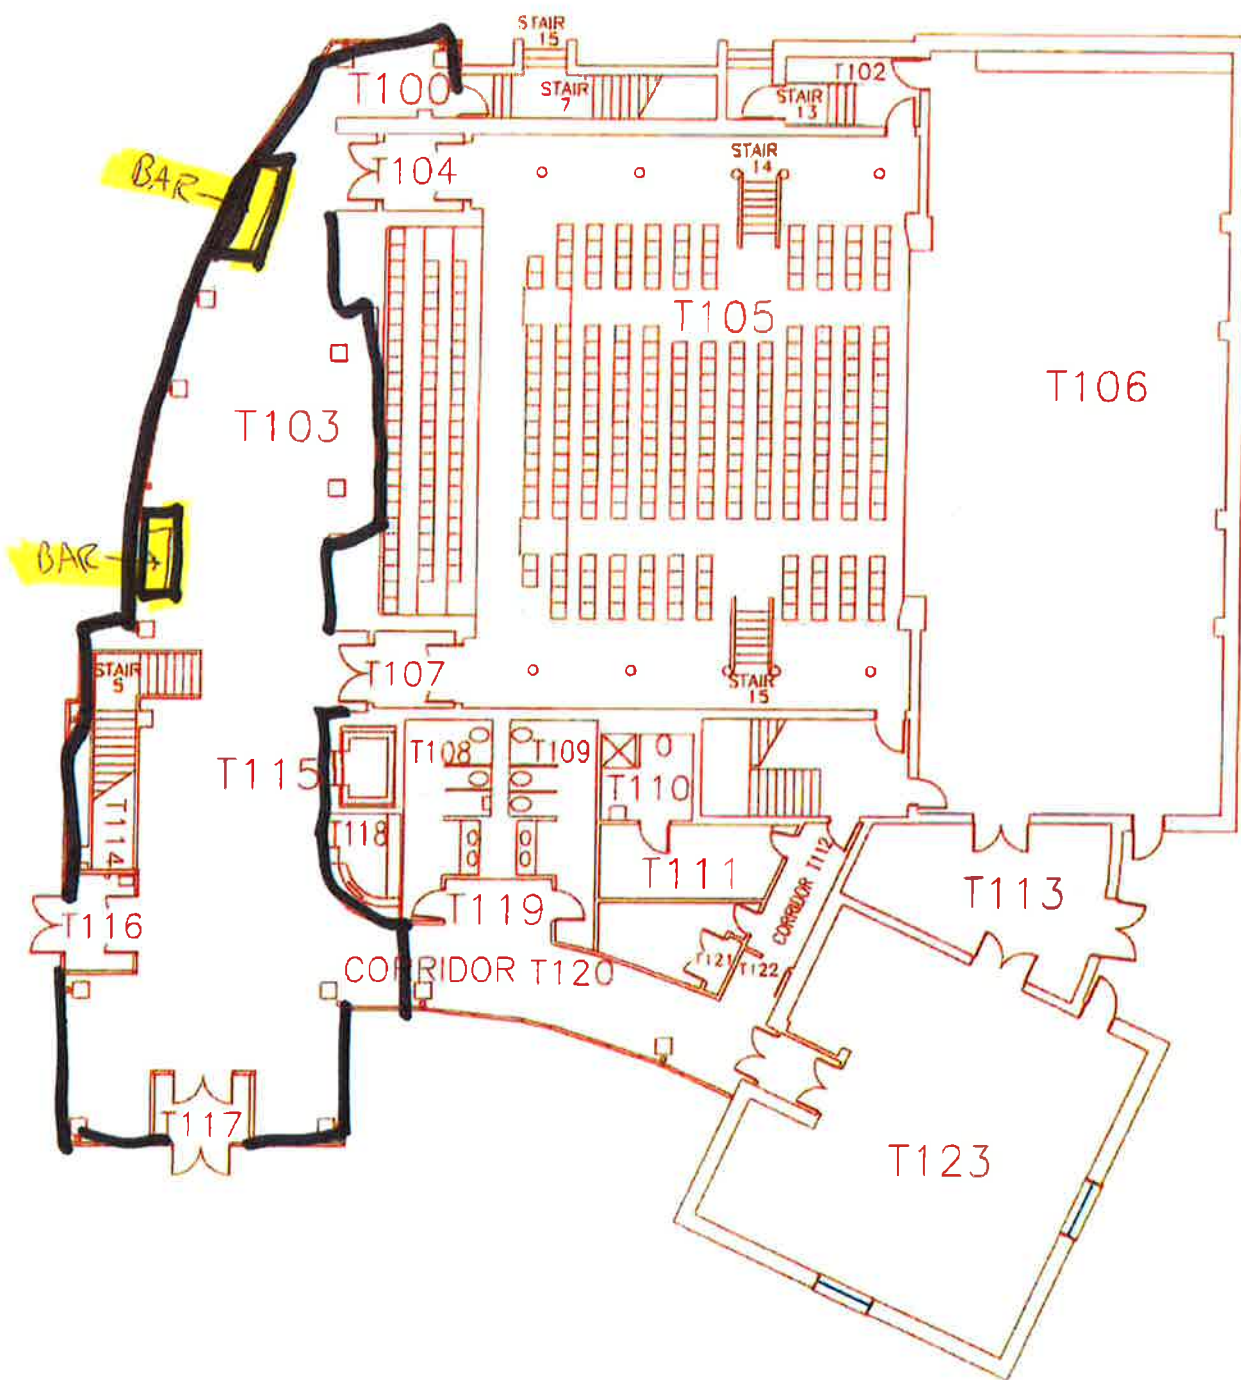 STAIR
15
T100
STAIR
7
T102
STAIR
13
BAR
T104
STAIR
14
T105
T106
T103
BAR
STAIR
5
T107
STAIR
15
T115
T108
T109
T110
T114
T118
T111
CORRIDOR T112
T113
T116
T119
CORRIDOR T120
T121
T122
T117
T123